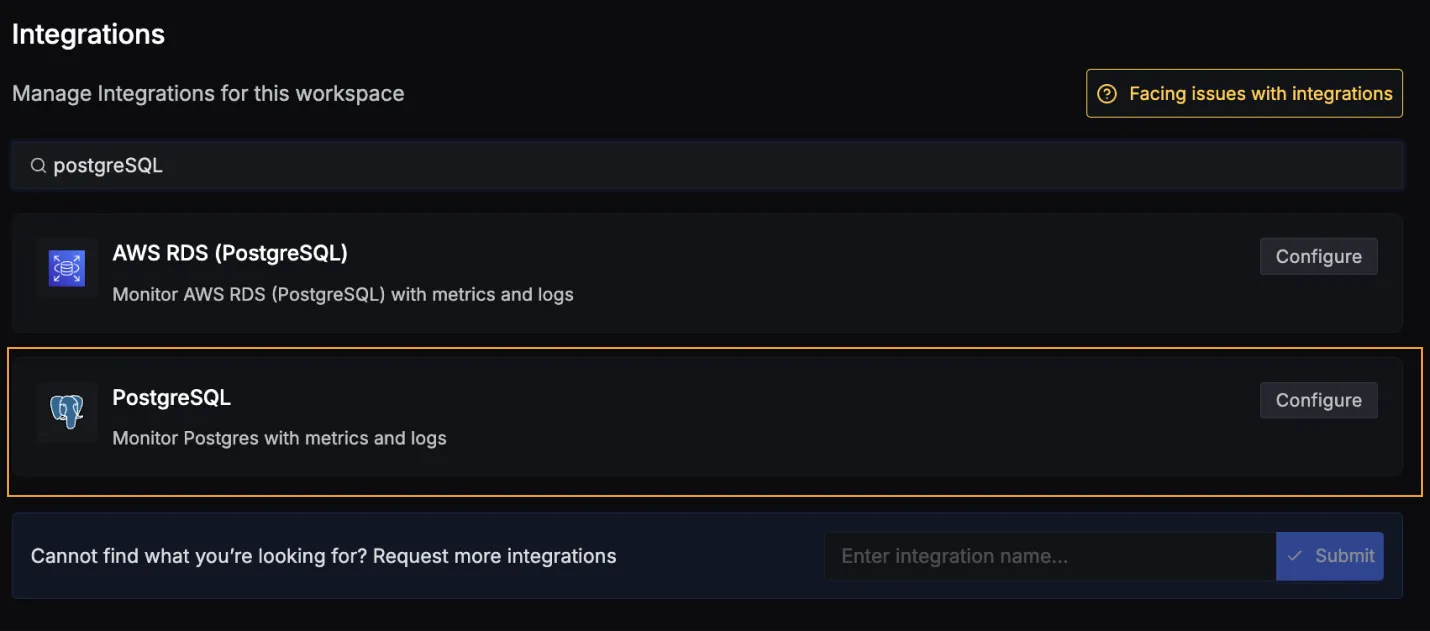 Integrations
Manage Integrations for this workspace
Facing issues with integrations
postgreSQL
AWS RDS (PostgreSQL)
Configure
Monitor AWS RDS (PostgreSQL) with metrics and logs
PostgreSQL
Configure
Monitor Postgres with metrics and logs
Cannot find what you’re looking for? Request more integrations
Enter integration name...
Submit